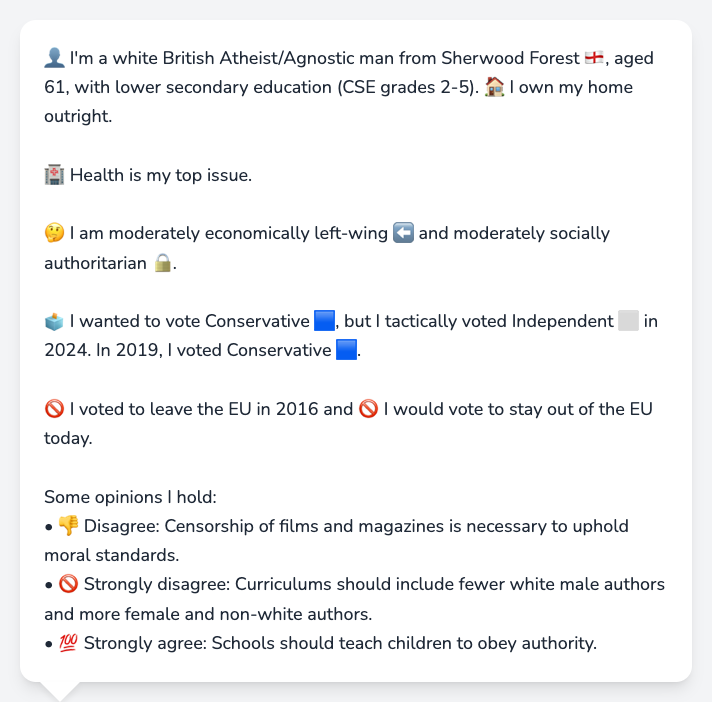 👤 I'm a white British Atheist/Agnostic man from Sherwood Forest 🏴󠁧󠁢󠁥󠁮󠁧󠁿, aged
61, with lower secondary education (CSE grades 2-5). 🏠 I own my home
outright.
🏥 Health is my top issue.
🤔 I am moderately economically left-wing ⬅️ and moderately socially
authoritarian 🔒.
🗳️ I wanted to vote Conservative 🟦, but I tactically voted Independent ⬜ in
2024. In 2019, I voted Conservative 🟦.
🚫 I voted to leave the EU in 2016 and 🚫 I would vote to stay out of the EU
today.
Some opinions I hold:
• 👎 Disagree: Censorship of films and magazines is necessary to uphold
moral standards.
• 🚫 Strongly disagree: Curriculums should include fewer white male authors
and more female and non-white authors.
• 💯 Strongly agree: Schools should teach children to obey authority.